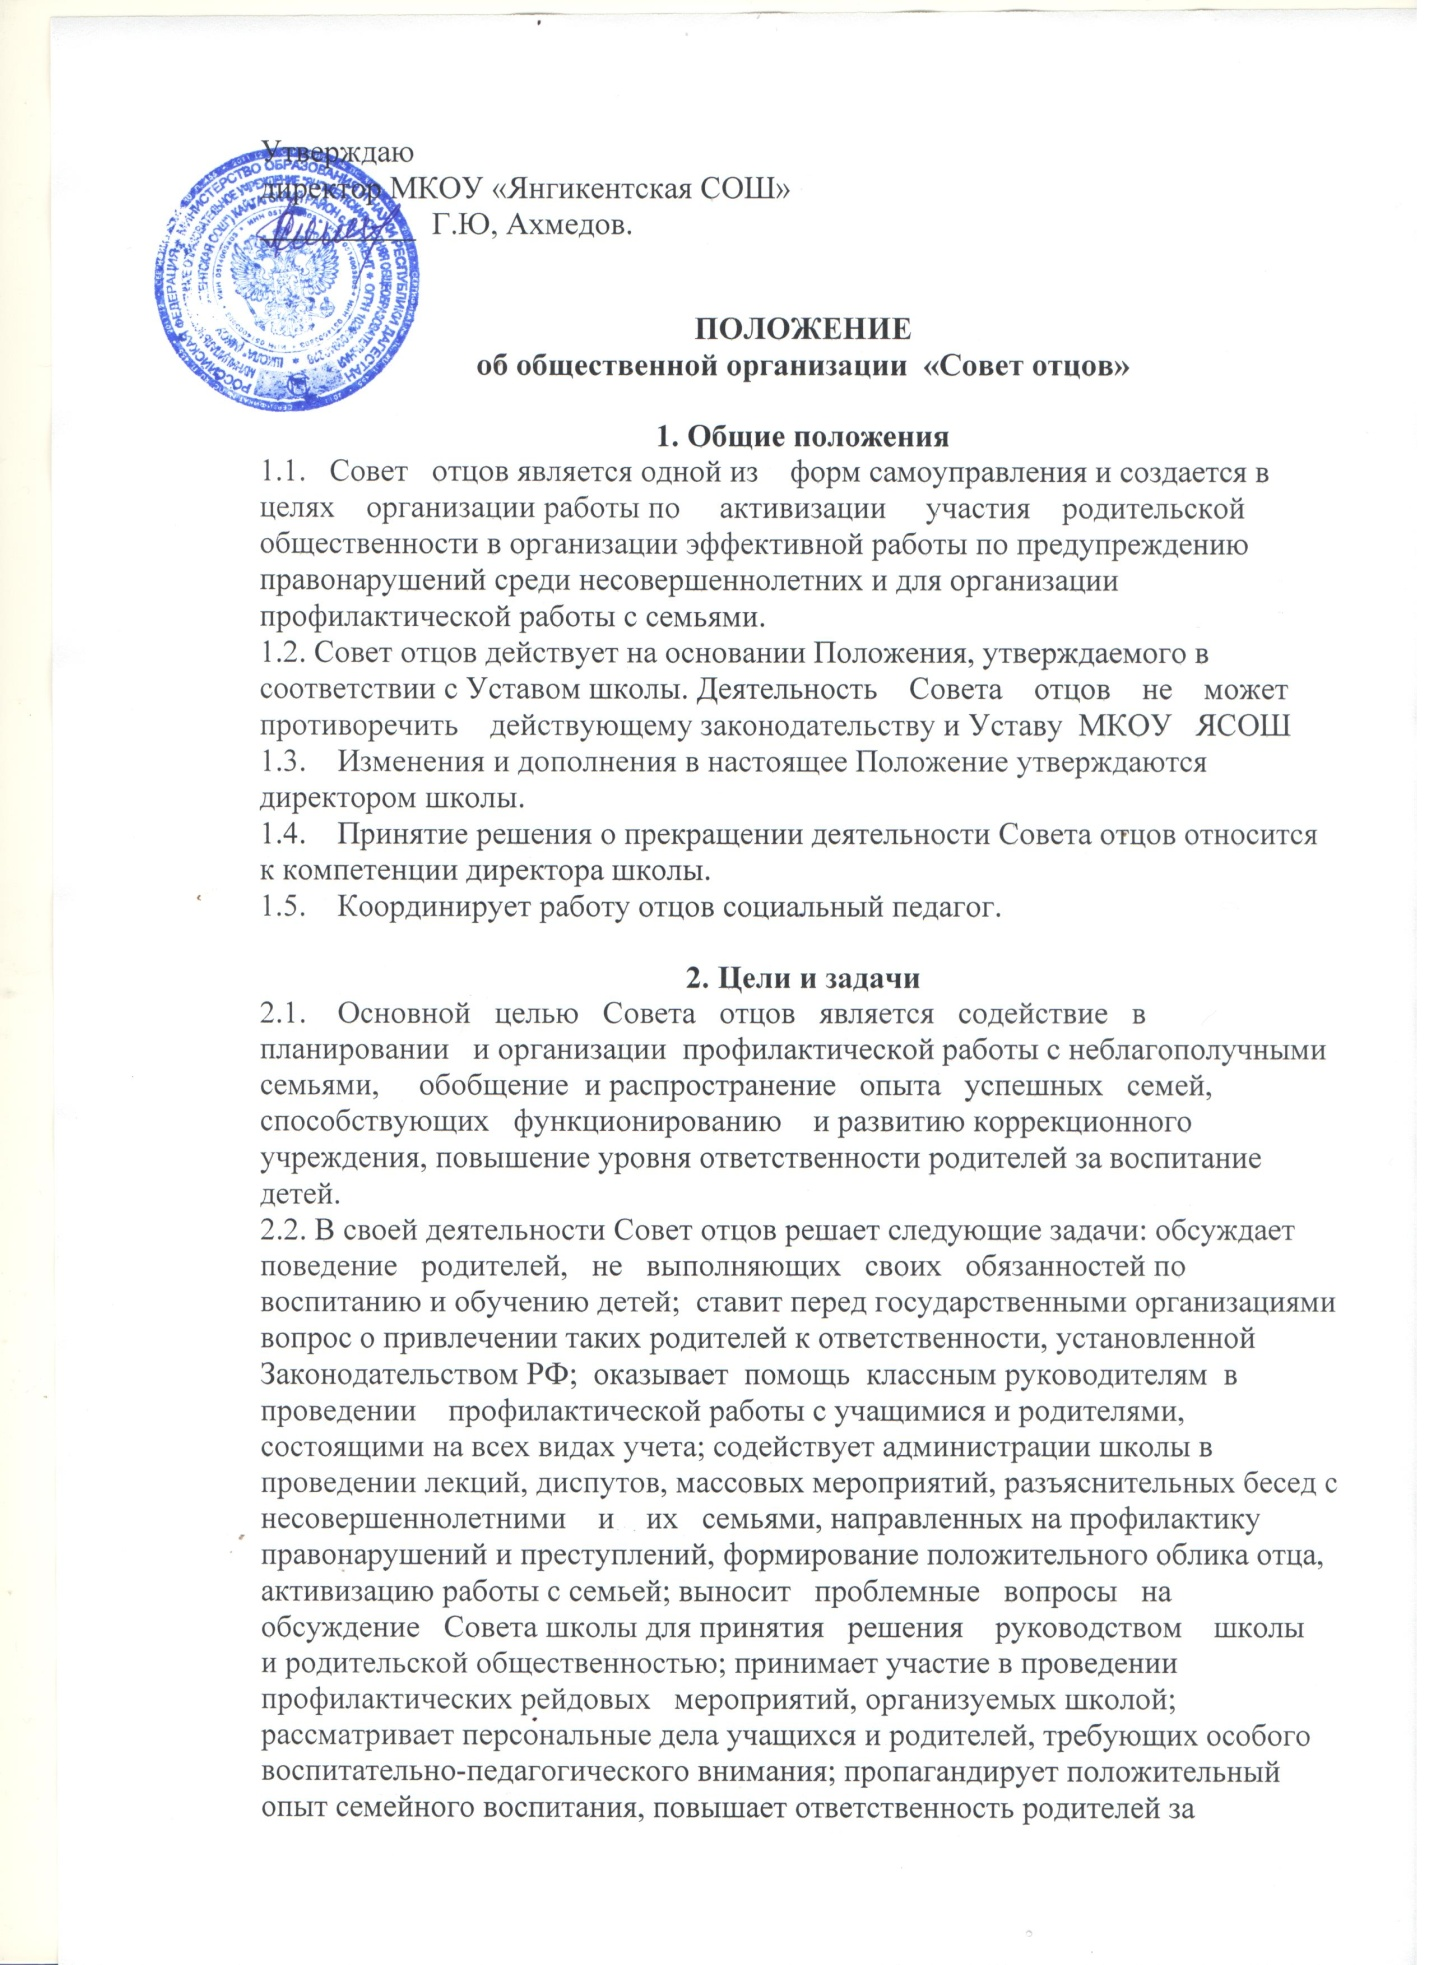 Утверждаю
директор МКОУ «Янгикентская СОШ»
Г.Ю, Ахмедов.
МИНИСТЕРСТВО ОБРАЗОВАНИЯ И НАУКИ РЕСПУБЛИКИ ДАГЕСТАН
РОССИЙСКАЯ ФЕДЕРАЦИЯ
ПОЛОЖЕНИЕ
об общественной организации «Совет отцов»
1. Общие положения
1.1. Совет отцов является одной из форм самоуправления и создается в
целях организации работы по активизации участия родительской
общественности в организации эффективной работы по предупреждению
правонарушений среди несовершеннолетних и для организации
профилактической работы с семьями.
1.2. Совет отцов действует на основании Положения, утверждаемого в
соответствии с Уставом школы. Деятельность Совета отцов не может
противоречить действующему законодательству и Уставу МКОУ ЯСОШ
1.3. Изменения и дополнения в настоящее Положение утверждаются
директором школы.
1.4. Принятие решения о прекращении деятельности Совета отцов относится
к компетенции директора школы.
1.5. Координирует работу отцов социальный педагог.
2. Цели и задачи
2.1. Основной целью Совета отцов является содействие в
планировании и организации профилактической работы с неблагополучными
семьями, обобщение и распространение опыта успешных семей,
способствующих функционированию и развитию коррекционного
учреждения, повышение уровня ответственности родителей за воспитание
детей.
2.2. В своей деятельности Совет отцов решает следующие задачи: обсуждает
поведение родителей, не выполняющих своих обязанностей по
воспитанию и обучению детей; ставит перед государственными организациями
вопрос о привлечении таких родителей к ответственности, установленной
Законодательством РФ; оказывает помощь классным руководителям в
проведении профилактической работы с учащимися и родителями,
состоящими на всех видах учета; содействует администрации школы в
проведении лекций, диспутов, массовых мероприятий, разъяснительных бесед с
несовершеннолетними и их семьями, направленных на профилактику
правонарушений и преступлений, формирование положительного облика отца,
активизацию работы с семьей; выносит проблемные вопросы на
обсуждение Совета школы для принятия решения руководством школы
и родительской общественностью; принимает участие в проведении
профилактических рейдовых мероприятий, организуемых школой;
рассматривает персональные дела учащихся и родителей, требующих особого
воспитательно-педагогического внимания; пропагандирует положительный
опыт семейного воспитания, повышает ответственность родителей за